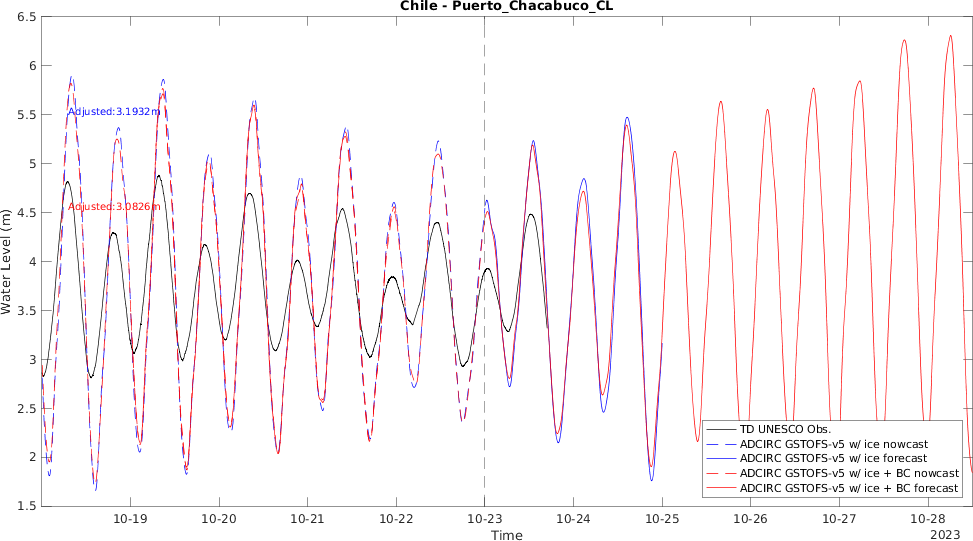 Chile - Puerto_Chacabuco_CL
6.5
6
5.5
5
4.5
4
3.5
3
2.5
2
1.5
Water Level (m)
Adjusted:3.1932m
Adjusted:3.0826m
TD UNESCO Obs.
ADCIRC GSTOFS-v5 w/ ice nowcast
ADCIRC GSTOFS-v5 w/ ice forecast
ADCIRC GSTOFS-v5 w/ ice + BC nowcast
ADCIRC GSTOFS-v5 w/ ice + BC forecast
10-19 10-20 10-21 10-22 10-23 10-24 10-25 10-26 10-27 10-28
2023
Time